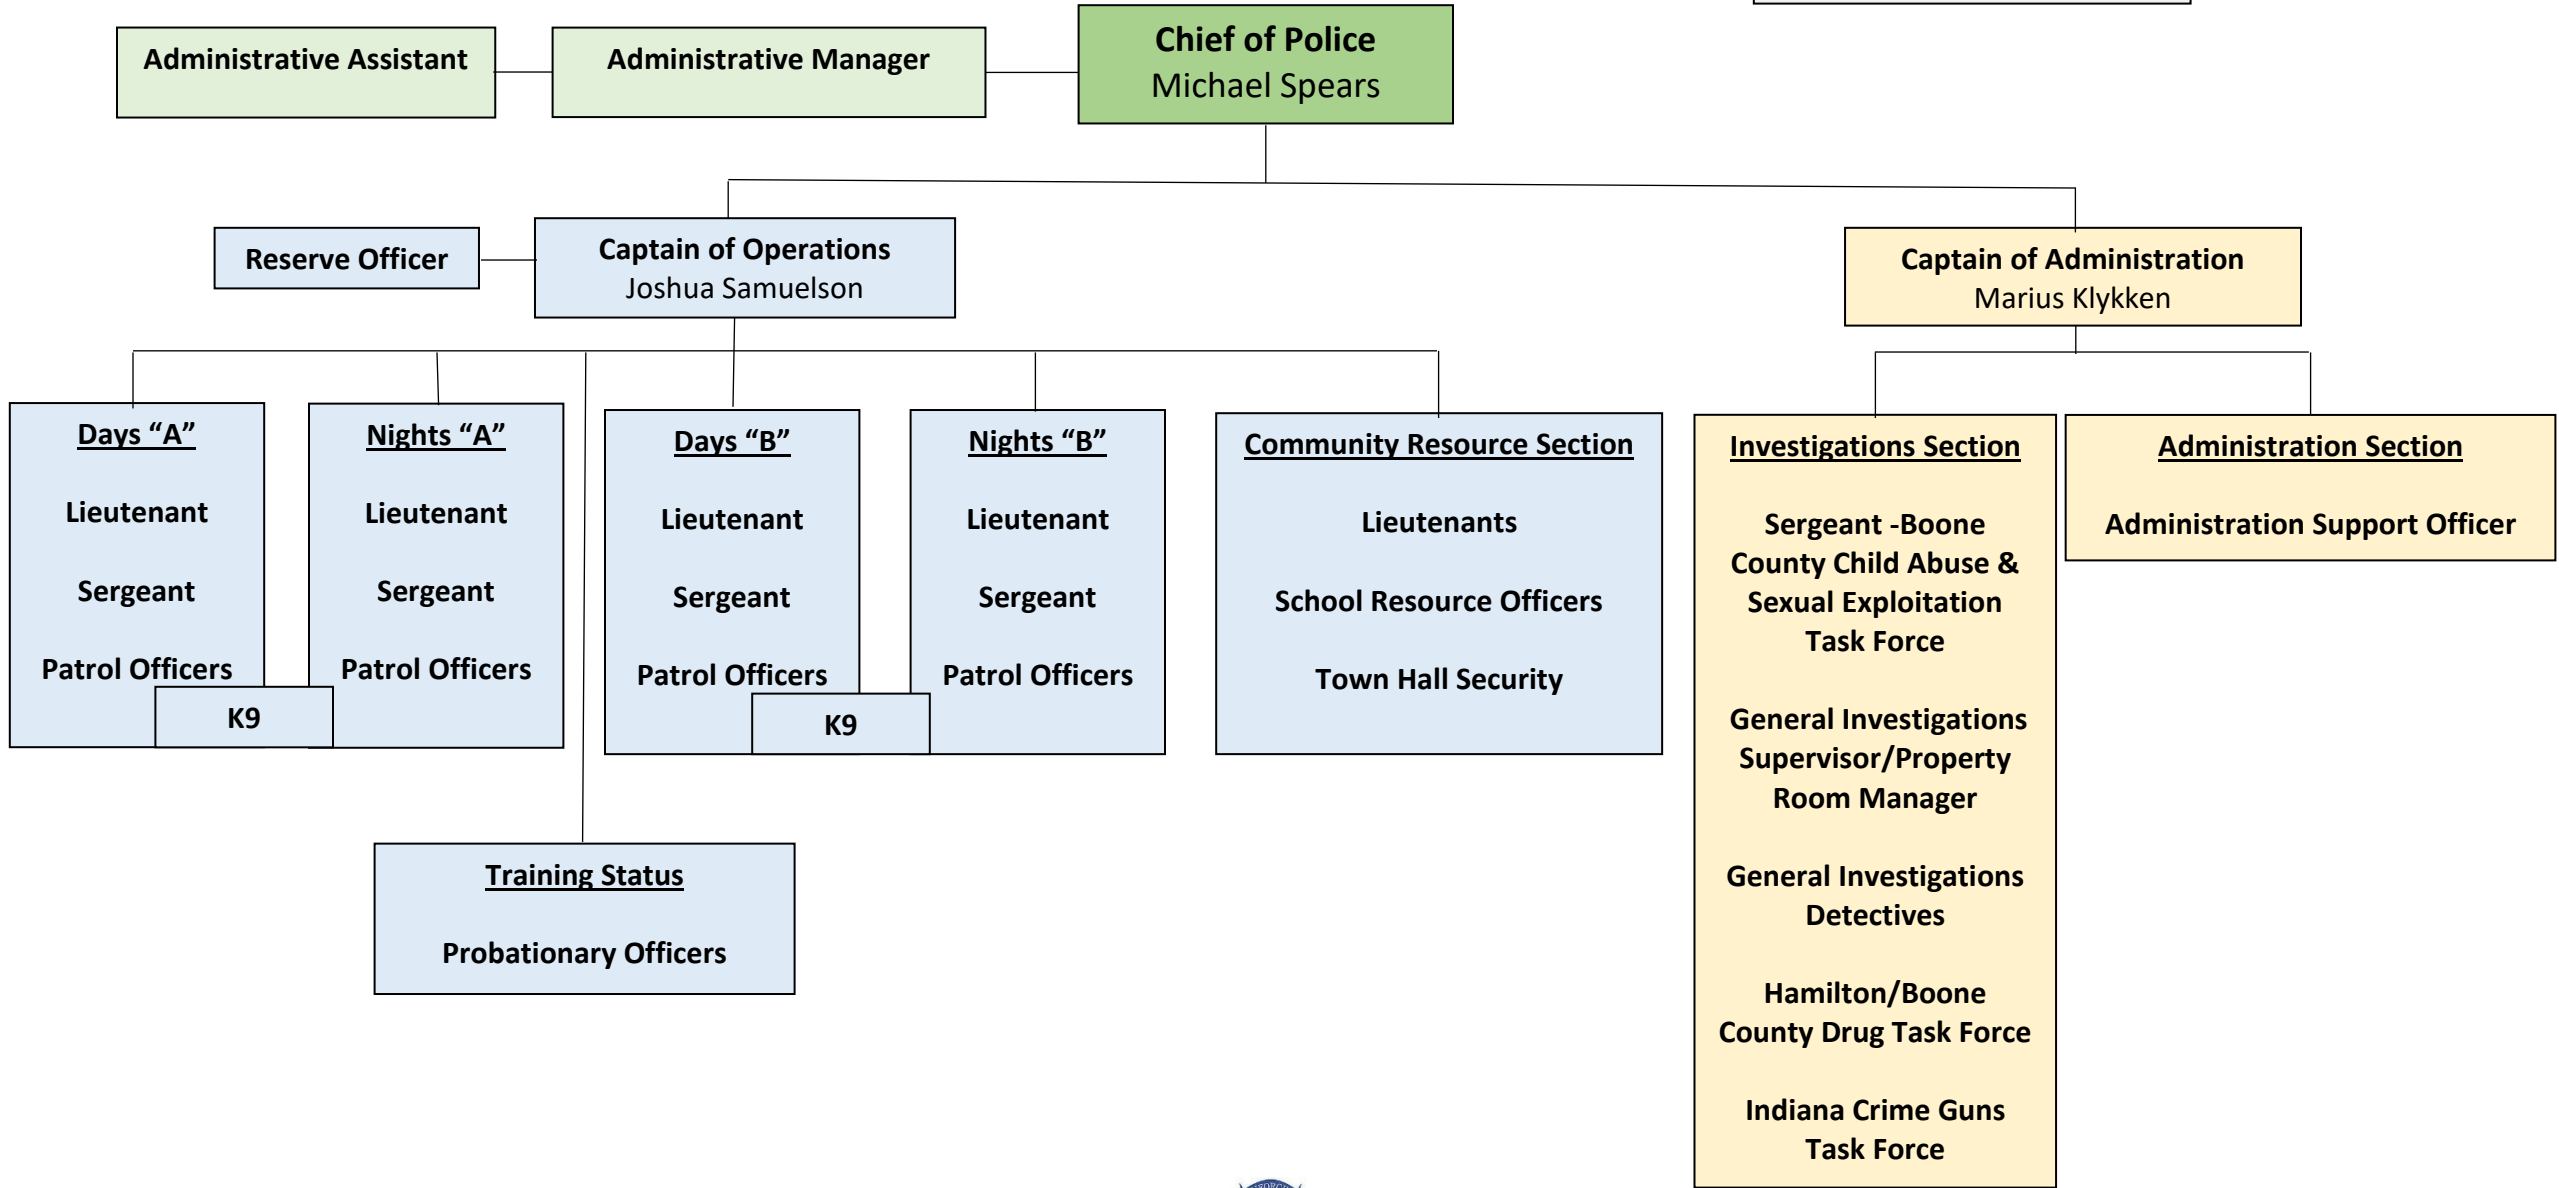 Administrative Assistant
Administrative Manager
Chief of Police
Michael Spears
Reserve Officer
Captain of Operations
Joshua Samuelson
Captain of Administration
Marius Klykken
Days “A”
Lieutenant
Sergeant
Patrol Officers
K9
Nights “A”
Lieutenant
Sergeant
Patrol Officers
Days “B”
Lieutenant
Sergeant
Patrol Officers
K9
Nights “B”
Lieutenant
Sergeant
Patrol Officers
Community Resource Section
Lieutenants
School Resource Officers
Town Hall Security
Investigations Section
Sergeant -Boone
County Child Abuse &
Sexual Exploitation
Task Force
General Investigations
Supervisor/Property
Room Manager
General Investigations
Detectives
Hamilton/Boone
County Drug Task Force
Indiana Crime Guns
Task Force
Administration Section
Administration Support Officer
Training Status
Probationary Officers